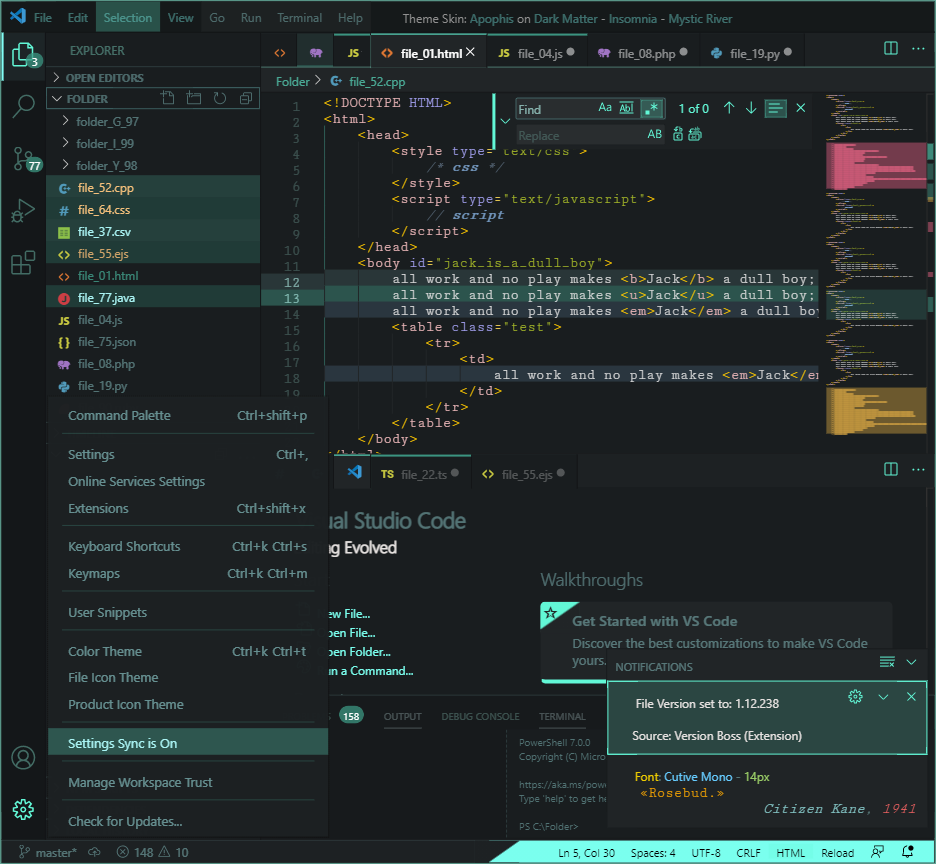 File Edit Selection View Go Run Terminal Help Theme Skin: Apophis on Dark Matter - Insomnia - Mystic River
3
EXPLORER
JS file_01.html JS file_04.js file_08.php file_19.py
OPEN EDITORS
FOLDER
Folder > file_52.cpp
folder_G_97
folder_I_99
folder_Y_98
file_52.cpp
# file_64.css
file_37.csv
file_55.ejs
file_01.html
file_77.java
JS file_04.js
{} file_75.json
file_08.php
file_19.py
77
Find Aa Abl .* 1 of 0
Replace AB
1 <!DOCTYPE HTML>
2 <html>
3 <head>
4 <style type="text/css">
5 /* css */
6 </style>
7 <script type="text/javascript">
8 // script
9 </script>
10 </head>
11 <body id="jack_is_a_dull_boy">
12 all work and no play makes <b>Jack</b> a dull boy;
13 all work and no play makes <u>Jack</u> a dull boy;
14 all work and no play makes <em>Jack</em> a dull bo
15 <table class="test">
16 <tr>
17 <td>
18 all work and no play makes <em>Jack</e
19 </td>
</tr>
</table>
</body>
Command Palette Ctrl+shift+p
Settings Ctrl+,
Online Services Settings
Extensions Ctrl+shift+x
Keyboard Shortcuts Ctrl+k Ctrl+s
Keymaps Ctrl+k Ctrl+m
User Snippets
Color Theme Ctrl+k Ctrl+t
File Icon Theme
Product Icon Theme
Settings Sync is On
Manage Workspace Trust
Check for Updates...
TS file_22.ts file_55.ejs
ual Studio Code
ng Evolved
ew File...
pen File...
pen Folder...
un a Command...
Walkthroughs
Get Started with VS Code
Discover the best customizations to make VS Code
yours.
NOTIFICATIONS
File Version set to: 1.12.238
Source: Version Boss (Extension)
S 158 OUTPUT DEBUG CONSOLE TERMINAL
PowerShell 7.0.0
Copyright (C) Micro
https://aka.ms/pow
Type 'help' to get he
PS C:\Folder>
Font: Cutive Mono - 14px
«Rosebud.»
Citizen Kane, 1941
master* 148 10 Ln 5, Col 30 Spaces: 4 UTF-8 CRLF HTML Reload